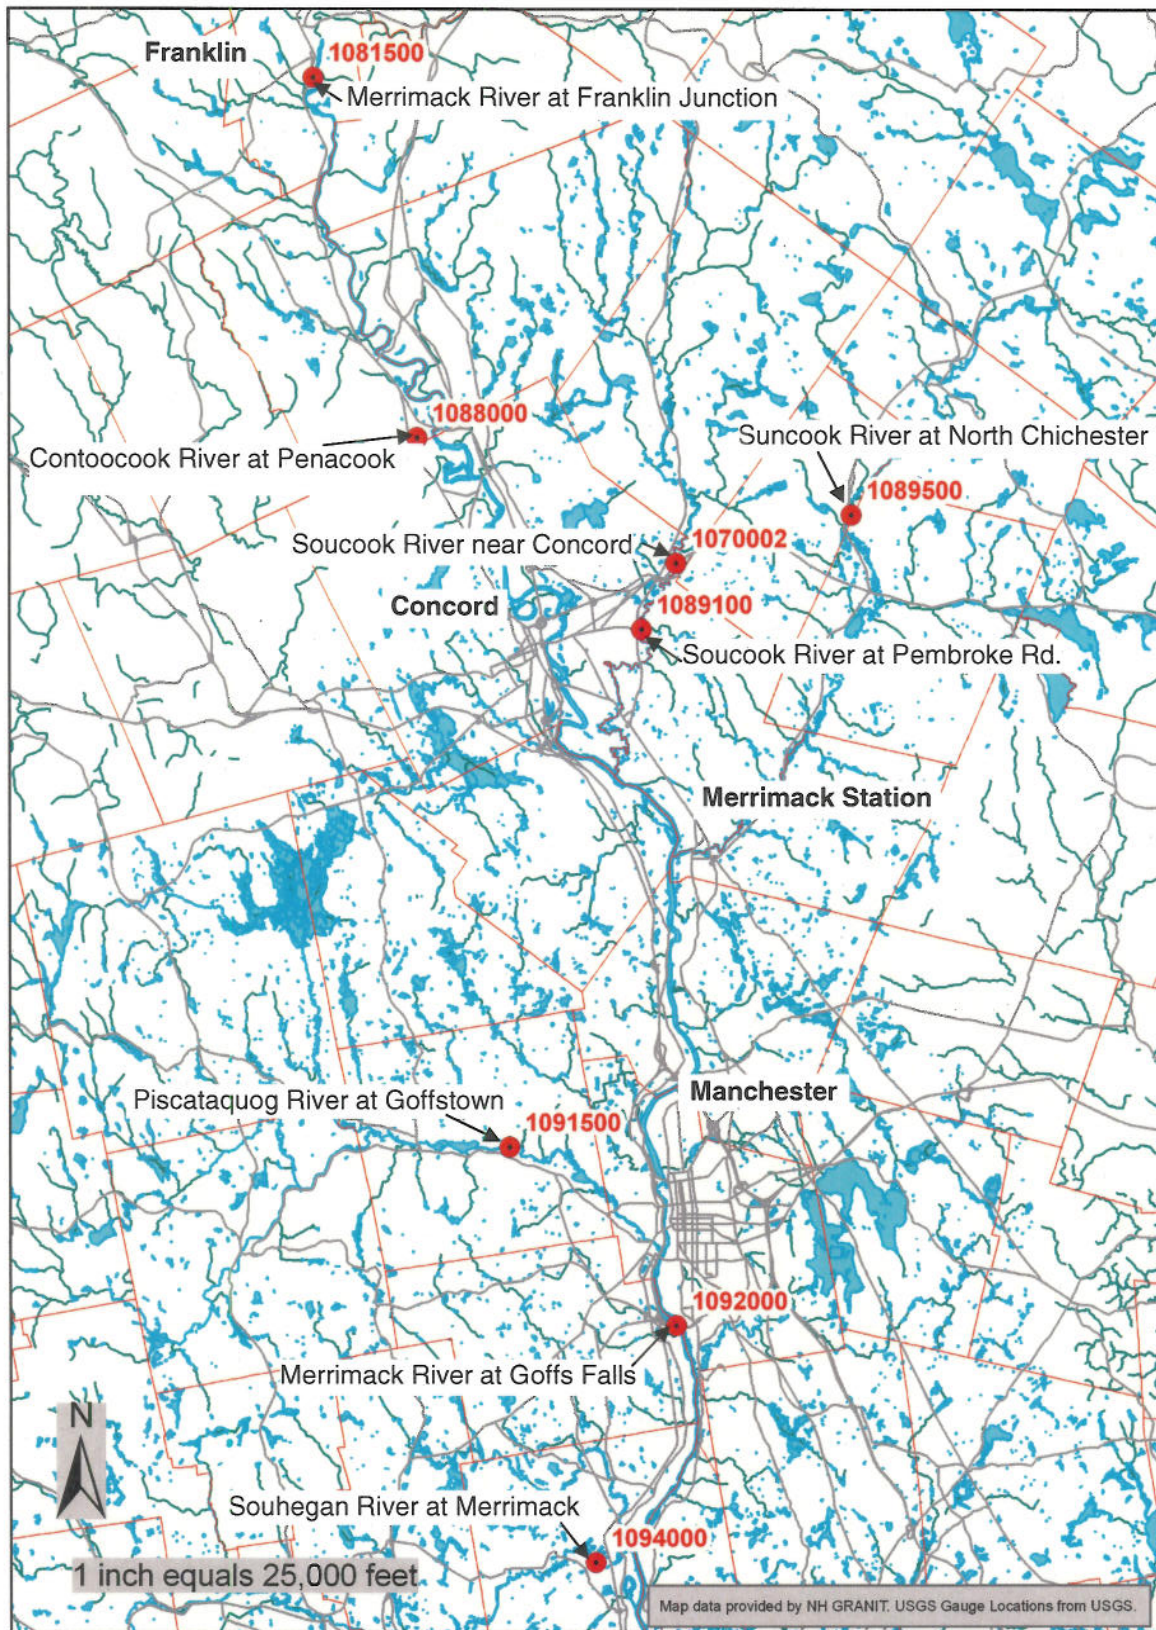 Franklin
1081500
Merrimack River at Franklin Junction
1088000
Contoocook River at Penacook
Suncook River at North Chichester
1089500
Soucook River near Concord
1070002
Concord
1089100
Soucook River at Pembroke Rd.
Merrimack Station
Manchester
Piscataquog River at Goffstown
1091500
1092000
Merrimack River at Goffs Falls
N
Souhegan River at Merrimack
1094000
1 inch equals 25,000 feet
Map data provided by NH GRANIT. USGS Gauge Locations from USGS.